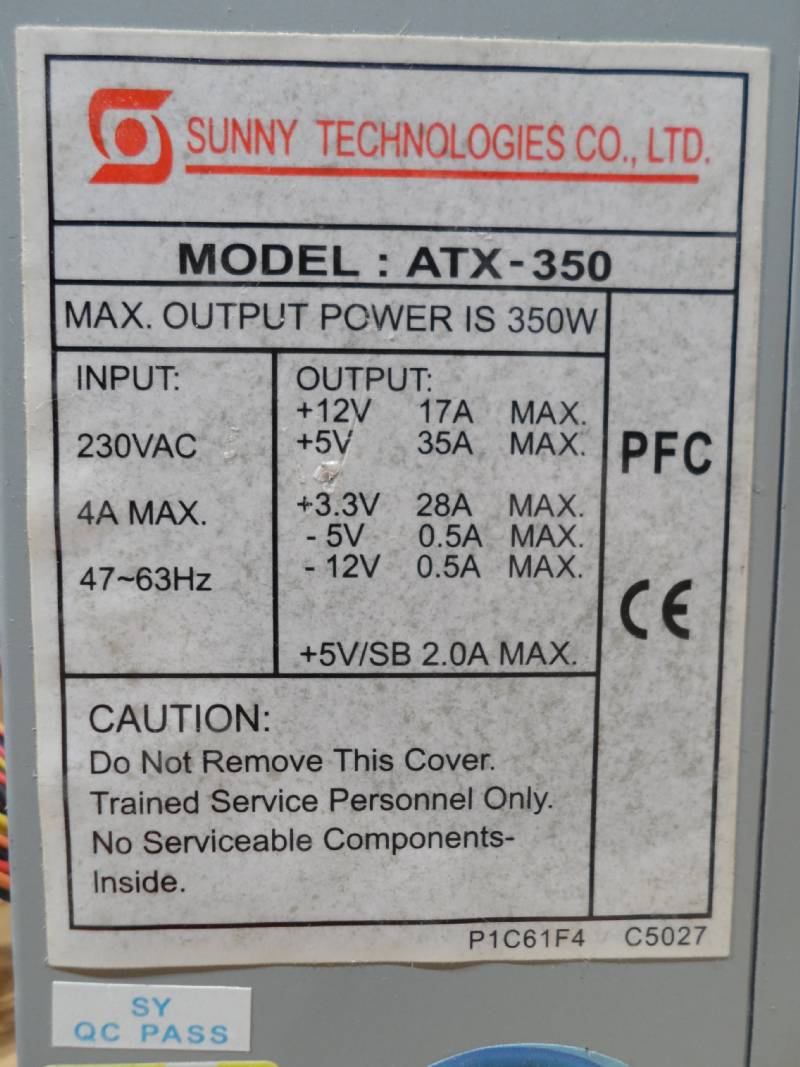 SUNNY TECHNOLOGIES CO., LTD.
MODEL : ATX-350
MAX. OUTPUT POWER IS 350W
INPUT:
230VAC
4A MAX.
47~63Hz
OUTPUT:
+12V 17A MAX.
+5V 35A MAX.
+3.3V 28A MAX.
- 5V 0.5A MAX.
- 12V 0.5A MAX.
+5V/SB 2.0A MAX.
PFC
CE
CAUTION:
Do Not Remove This Cover.
Trained Service Personnel Only.
No Serviceable Components-
Inside.
P1C61F4 C5027
SY
QC PASS